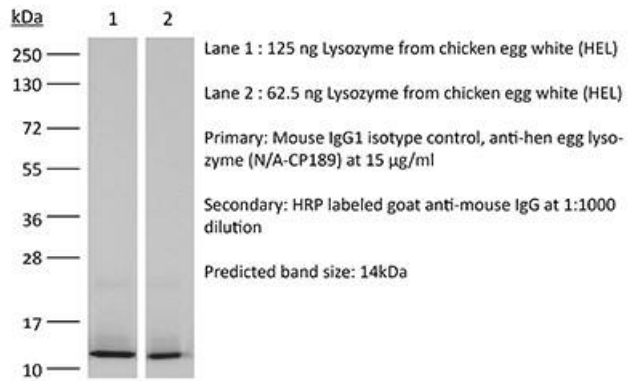 kDa
1 2
250
130
72
55
36
28
17
10
Lane 1 : 125 ng Lysozyme from chicken egg white (HEL)
Lane 2 : 62.5 ng Lysozyme from chicken egg white (HEL)
Primary: Mouse IgG1 isotype control, anti-hen egg lyso-
zyme (N/A-CP189) at 15 µg/ml
Secondary: HRP labeled goat anti-mouse IgG at 1:1000
dilution
Predicted band size: 14kDa